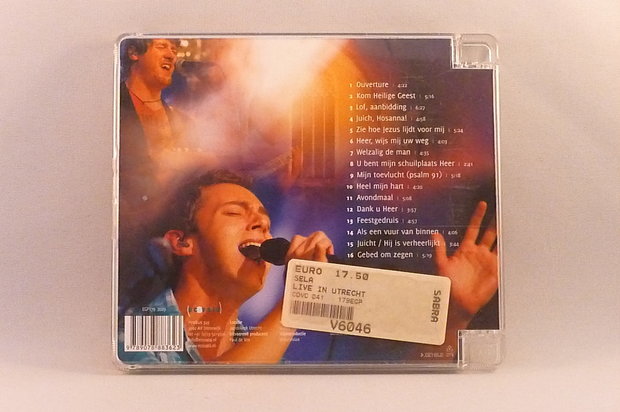 1 Ouverture | 4:22
2 Kom Heilige Geest | 5:16
3 Lof, aanbidding | 6:27
4 Juich, Hosanna! | 4:58
5 Zie hoe Jezus lijdt voor mij | 5:24
6 Heer, wijs mij uw weg | 4:03
7 Welzalig de man | 4:35
8 U bent mijn schuilplaats Heer | 2:41
9 Mijn toevlucht (psalm 91) | 5:18
10 Heel mijn hart | 4:20
11 Avondmaal | 5:08
12 Dank u Heer | 3:57
13 Feestgedruis | 4:57
14 Als een vuur van binnen | 4:06
15 Juicht / Hij is verheerlijkt | 3:44
16 Gebed om zegen | 5:19
EURO 17.50
SELA
LIVE IN UTRECHT
V6046
SABRA
9789078883623